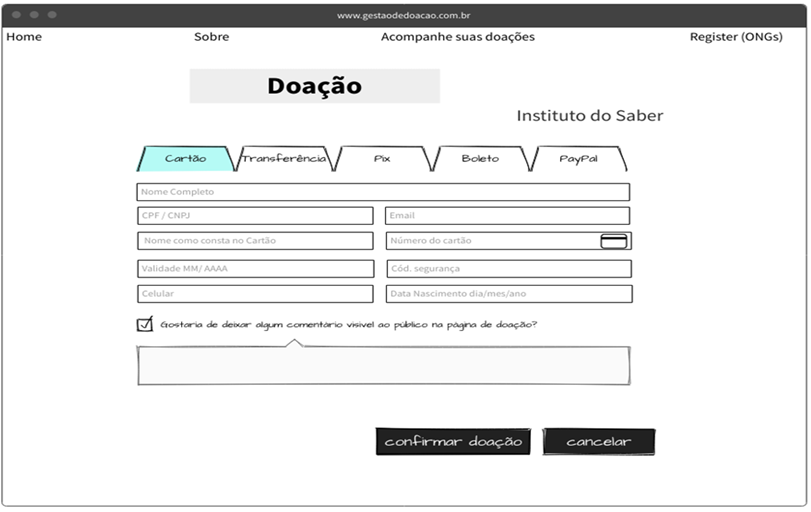 www.gestaodedoacao.com.br
Home Sobre Acompanhe suas doações Register (ONGs)
Doação
Instituto do Saber
Cartão Transferência Pix Boleto PayPal
Nome Completo
CPF / CNPJ Email
Nome como consta no Cartão Número do cartão
Validade MM/ AAAA Cód. segurança
Celular Data Nascimento dia/mes/ano
Gostaria de deixar algum comentário visivel ao público na página de doação?
confirmar doação cancelar